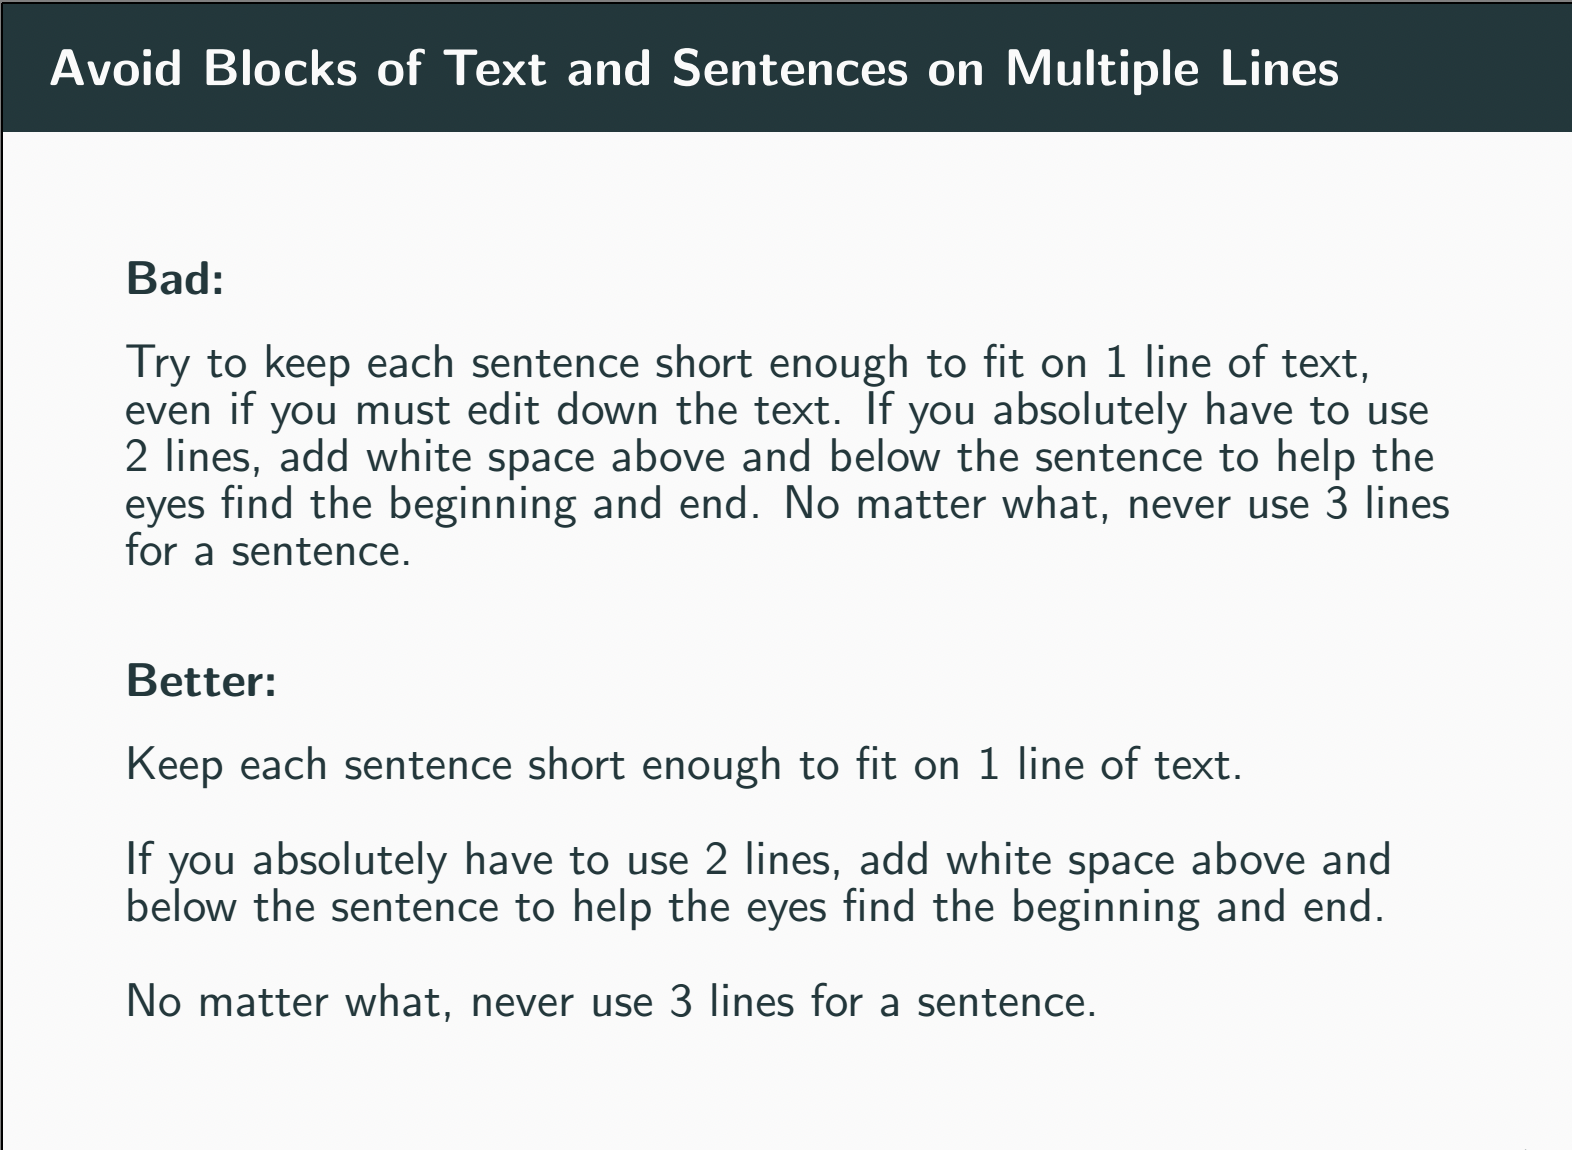 Avoid Blocks of Text and Sentences on Multiple Lines
Bad:
Try to keep each sentence short enough to fit on 1 line of text,
even if you must edit down the text. If you absolutely have to use
2 lines, add white space above and below the sentence to help the
eyes find the beginning and end. No matter what, never use 3 lines
for a sentence.
Better:
Keep each sentence short enough to fit on 1 line of text.
If you absolutely have to use 2 lines, add white space above and
below the sentence to help the eyes find the beginning and end.
No matter what, never use 3 lines for a sentence.